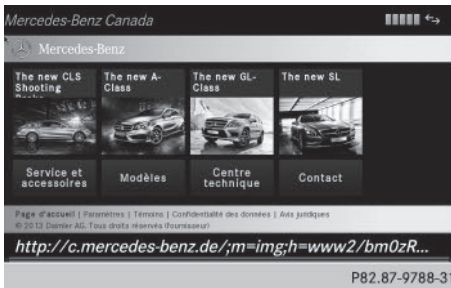 Mercedes-Benz Canada
Mercedes-Benz
The new CLS Shooting
The new A-Class
The new GL-Class
The new SL
Service et accessoires
Modèles
Centre technique
Contact
Page d'accueil | Paramètres | Témoins | Confidentialité des données | Avis juridiques
© 2013 Daimler AG. Tous droits réservés (fournisseur)
http://c.mercedes-benz.de/;m=img;h=www2/bm0zR...
P82.87-9788-31